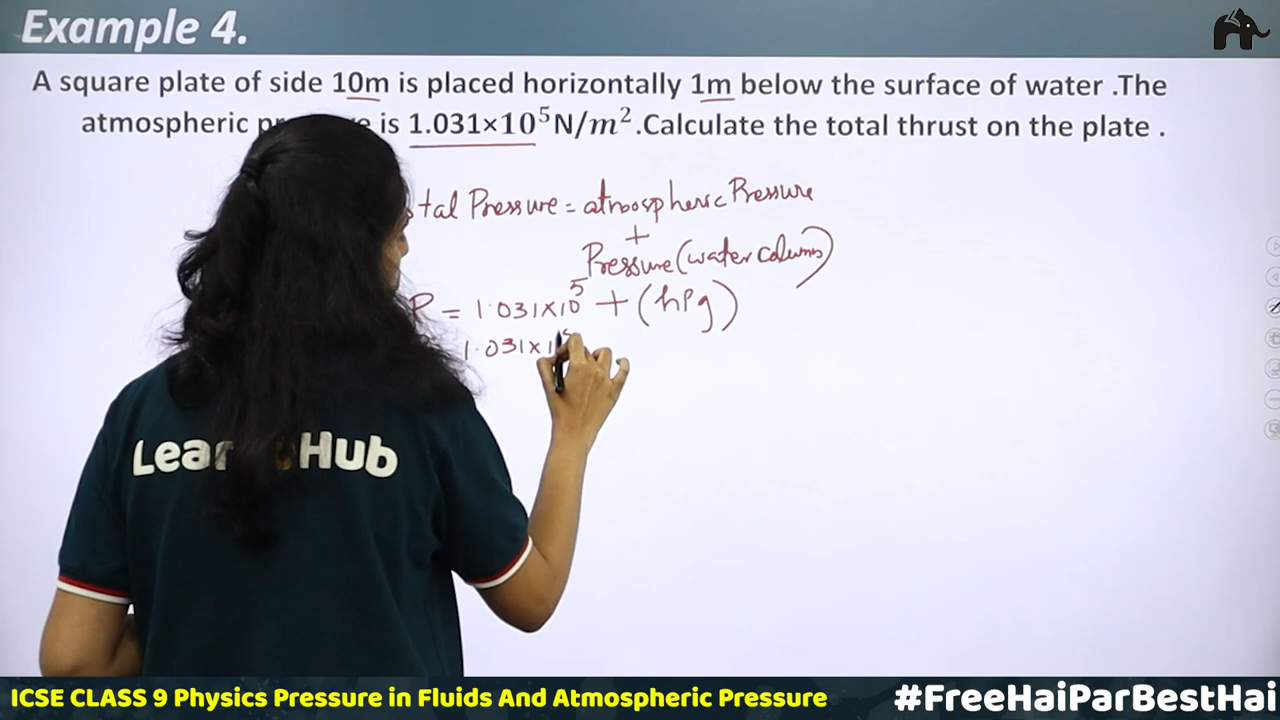 Example 4.
A square plate of side 10m is placed horizontally 1m below the surface of water .The
atmospheric is 1.031×10⁵N/m².Calculate the total thrust on the plate .
tal Pressure = atmospheric Pressure
+
Pressure (water column)
P = 1.031×10⁵ + (hρg)
1.031×1
Lear Hub
ICSE CLASS 9 Physics Pressure in Fluids And Atmospheric Pressure
#FreeHaiParBestHai